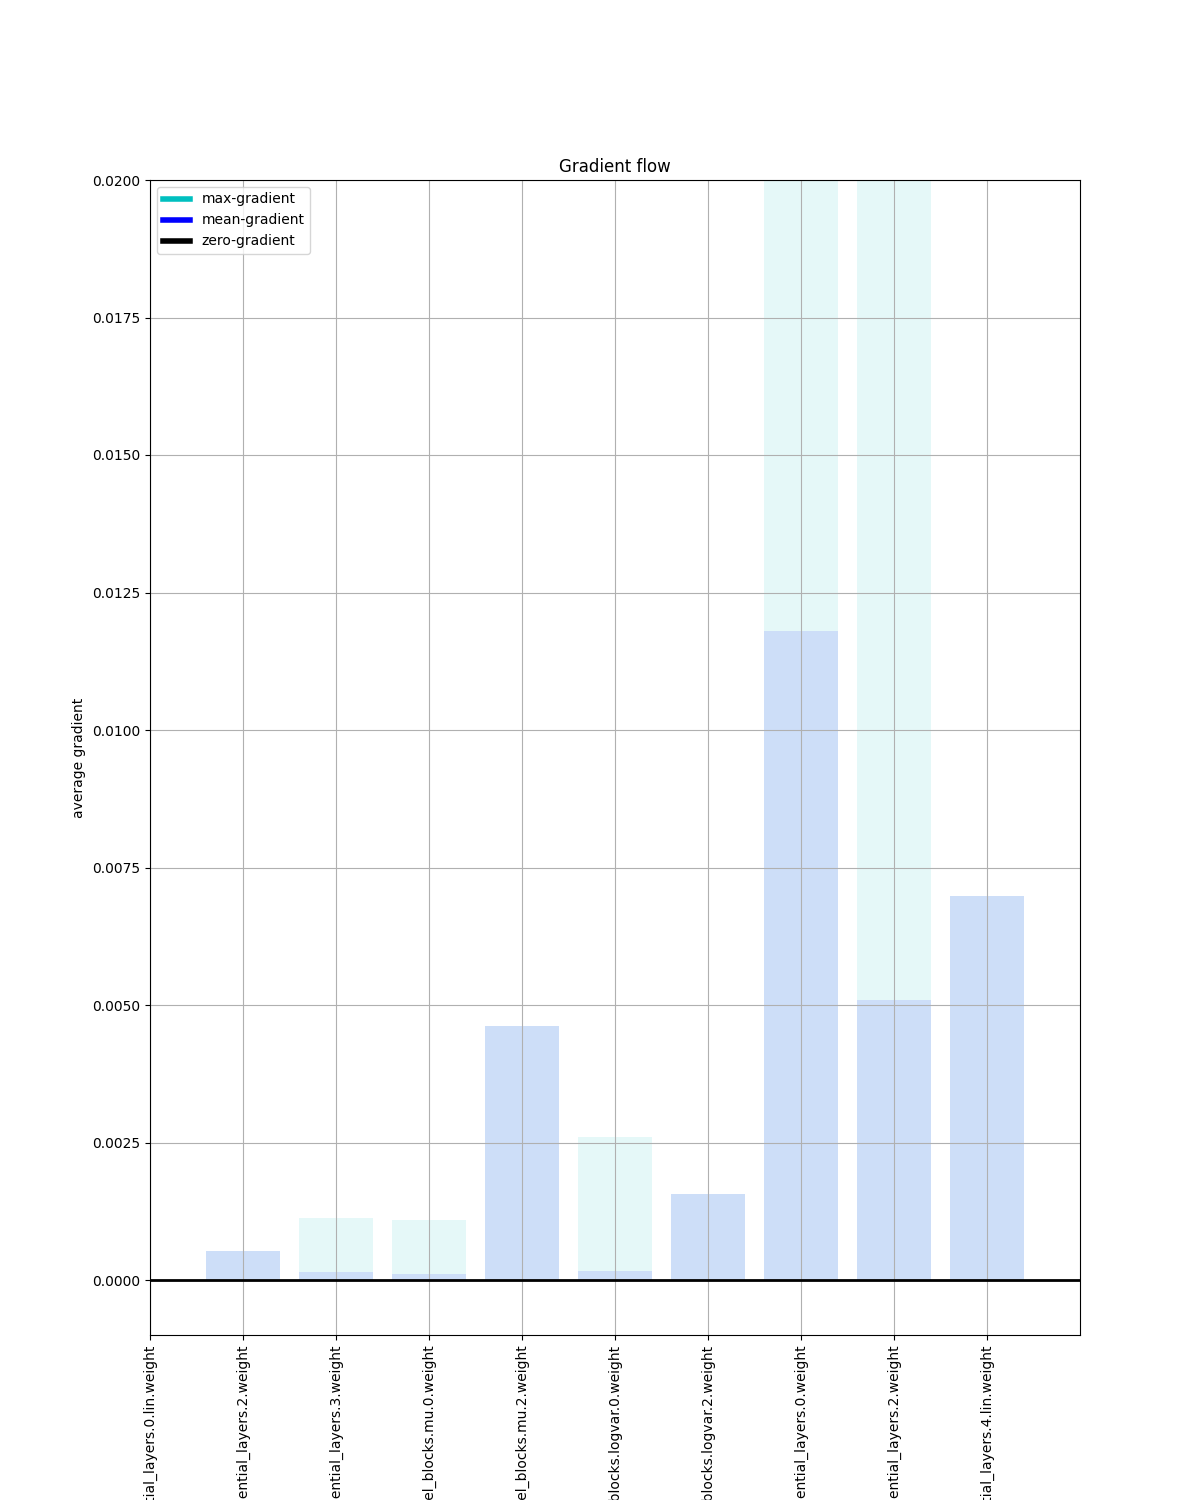 Gradient flow
max-gradient
mean-gradient
zero-gradient
0.0200
0.0175
0.0150
0.0125
0.0100
0.0075
0.0050
0.0025
0.0000
average gradient
tial_layers.0.lin.weight
ential_layers.2.weight
ential_layers.3.weight
el_blocks.mu.0.weight
el_blocks.mu.2.weight
blocks.logvar.0.weight
blocks.logvar.2.weight
ential_layers.0.weight
ential_layers.2.weight
tial_layers.4.lin.weight